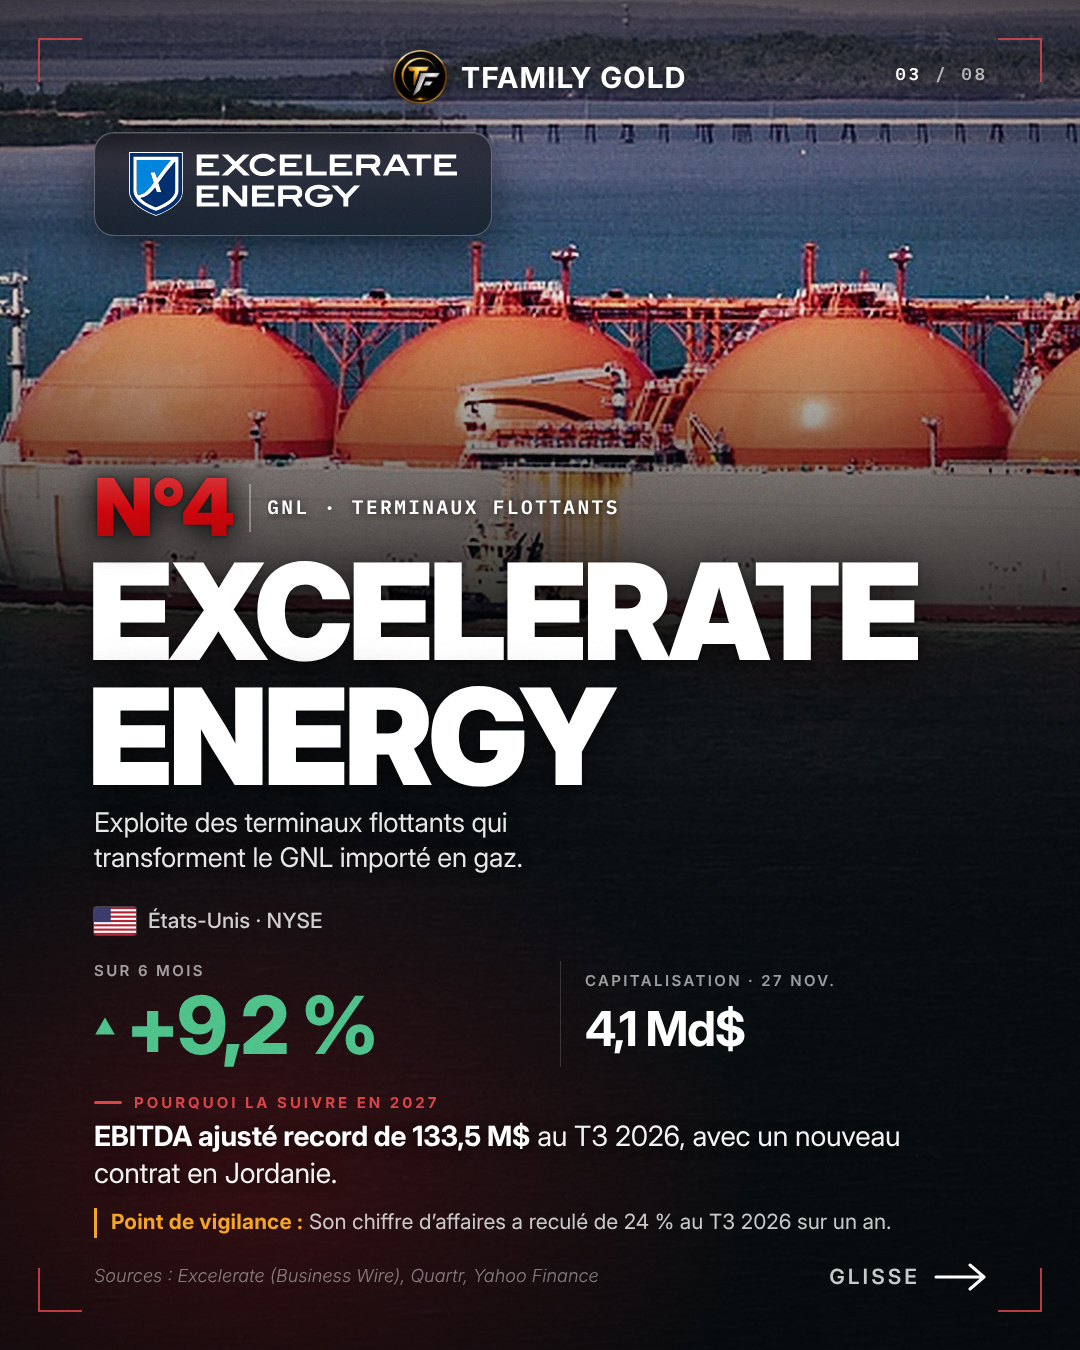 TFAMILY GOLD
03 / 08
EXCELERATE
ENERGY
N°4
GNL · TERMINAUX FLOTTANTS
EXCELERATE
ENERGY
Exploite des terminaux flottants qui
transforment le GNL importé en gaz.
États-Unis · NYSE
SUR 6 MOIS
▲ +9,2 %
CAPITALISATION · 27 NOV.
4,1 Md$
POURQUOI LA SUIVRE EN 2027
EBITDA ajusté record de 133,5 M$ au T3 2026, avec un nouveau
contrat en Jordanie.
Point de vigilance : Son chiffre d’affaires a reculé de 24 % au T3 2026 sur un an.
Sources : Excelerate (Business Wire), Quartr, Yahoo Finance
GLISSE →